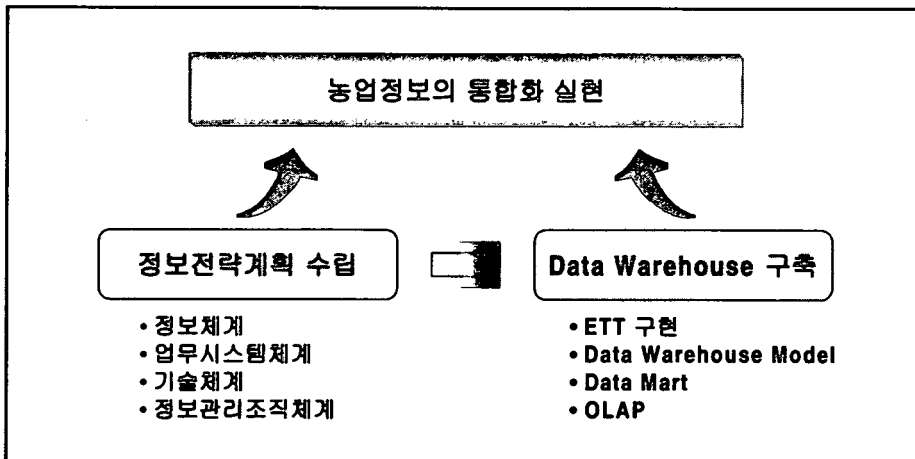 농업정보의 통합화 실현
정보전략계획 수립
• 정보체계
• 업무시스템체계
• 기술체계
• 정보관리조직체계
Data Warehouse 구축
• ETT 구현
• Data Warehouse Model
• Data Mart
• OLAP